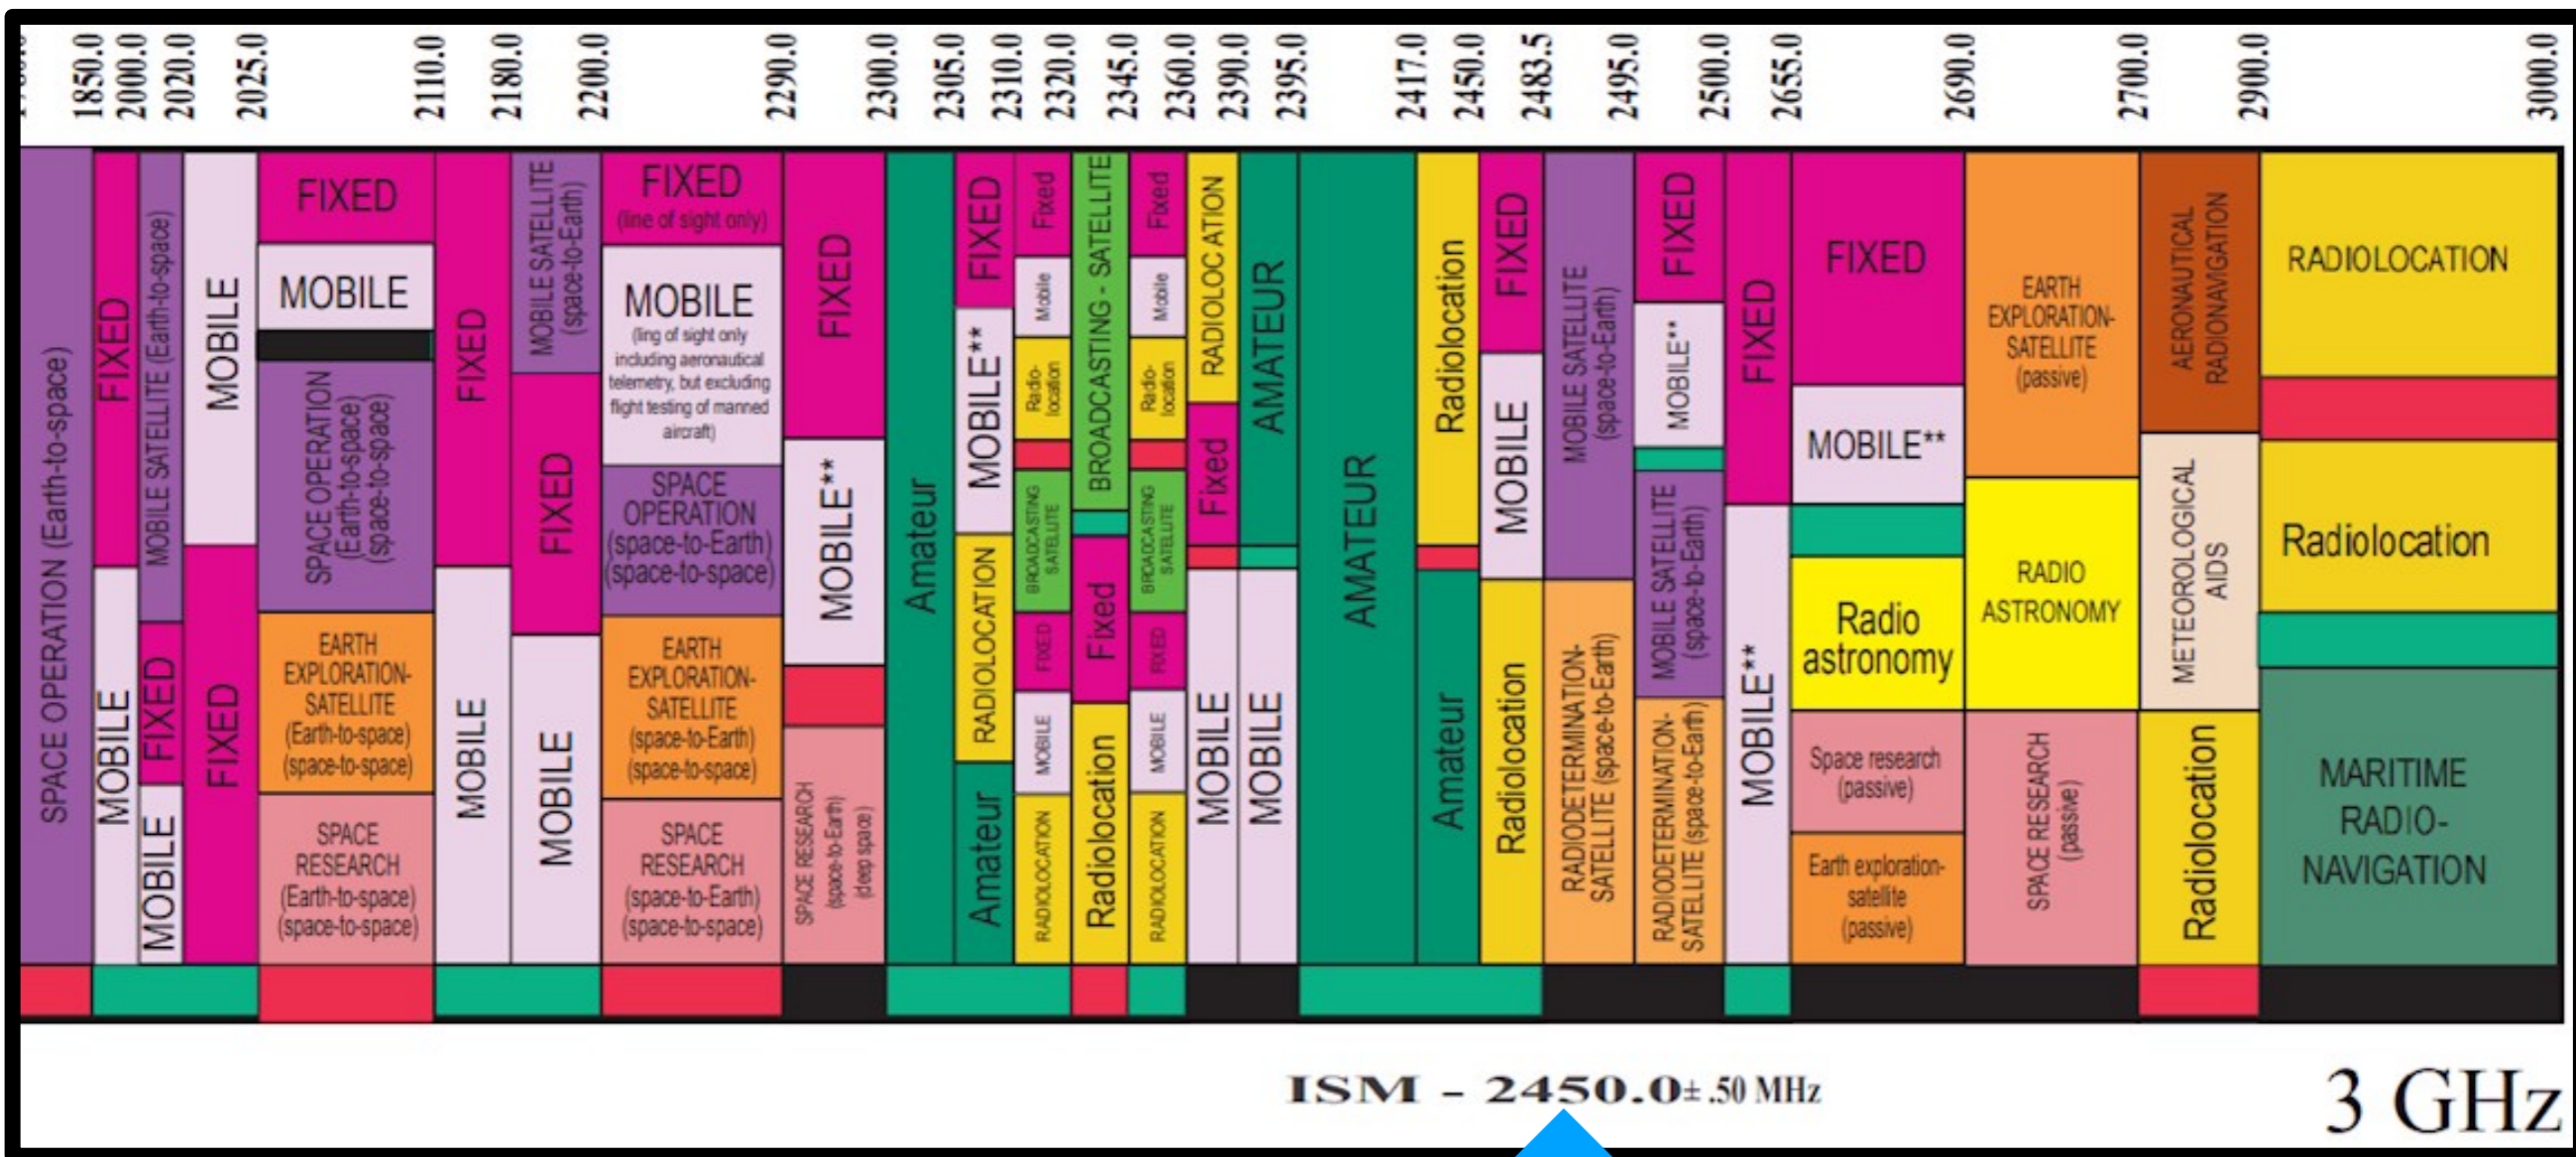 1850.0
2000.0
2020.0
2025.0
2110.0
2180.0
2200.0
2290.0
2300.0
2305.0
2310.0
2320.0
2345.0
2360.0
2390.0
2395.0
2417.0
2450.0
2483.5
2495.0
2500.0
2655.0
2690.0
2700.0
2900.0
3000.0
SPACE OPERATION (Earth-to-space)
FIXED
MOBILE
MOBILE SATELLITE (Earth-to-space)
FIXED
MOBILE
MOBILE
FIXED
FIXED
MOBILE
SPACE OPERATION
(Earth-to-space)
(space-to-space)
EARTH
EXPLORATION-
SATELLITE
(Earth-to-space)
(space-to-space)
SPACE
RESEARCH
(Earth-to-space)
(space-to-space)
FIXED
MOBILE
MOBILE SATELLITE
(space-to-Earth)
FIXED
MOBILE
FIXED
(line of sight only)
MOBILE
(ling of sight only
including aeronautical
telemetry, but excluding
flight testing of manned
aircraft)
SPACE
OPERATION
(space-to-Earth)
(space-to-space)
EARTH
EXPLORATION-
SATELLITE
(space-to-Earth)
(space-to-space)
SPACE
RESEARCH
(space-to-Earth)
(space-to-space)
FIXED
MOBILE**
SPACE RESEARCH
(space-to-Earth)
(deep space)
Amateur
FIXED
MOBILE**
RADIOLOCATION
Amateur
Fixed
Mobile
Radio-
location
BROADCASTING
SATELLITE
FIXED
MOBILE
RADIOLOCATION
BROADCASTING - SATELLITE
Fixed
Radiolocation
Fixed
Mobile
Radio-
location
BROADCASTING
SATELLITE
FIXED
MOBILE
RADIOLOCATION
RADIOLOCATION
Fixed
MOBILE
AMATEUR
MOBILE
AMATEUR
Radiolocation
Amateur
FIXED
MOBILE
Radiolocation
MOBILE SATELLITE
(space-to-Earth)
RADIODETERMINATION-
SATELLITE (space-to-Earth)
FIXED
MOBILE**
MOBILE SATELLITE
(space-to-Earth)
RADIODETERMINATION-
SATELLITE (space-to-Earth)
FIXED
MOBILE**
FIXED
MOBILE**
Radio
astronomy
Space research
(passive)
Earth exploration-
satellite
(passive)
EARTH
EXPLORATION-
SATELLITE
(passive)
RADIO
ASTRONOMY
SPACE RESEARCH
(passive)
AERONAUTICAL
RADIONAVIGATION
METEOROLOGICAL
AIDS
Radiolocation
RADIOLOCATION
Radiolocation
MARITIME
RADIO-
NAVIGATION
ISM – 2450.0± .50 MHz
3 GHz